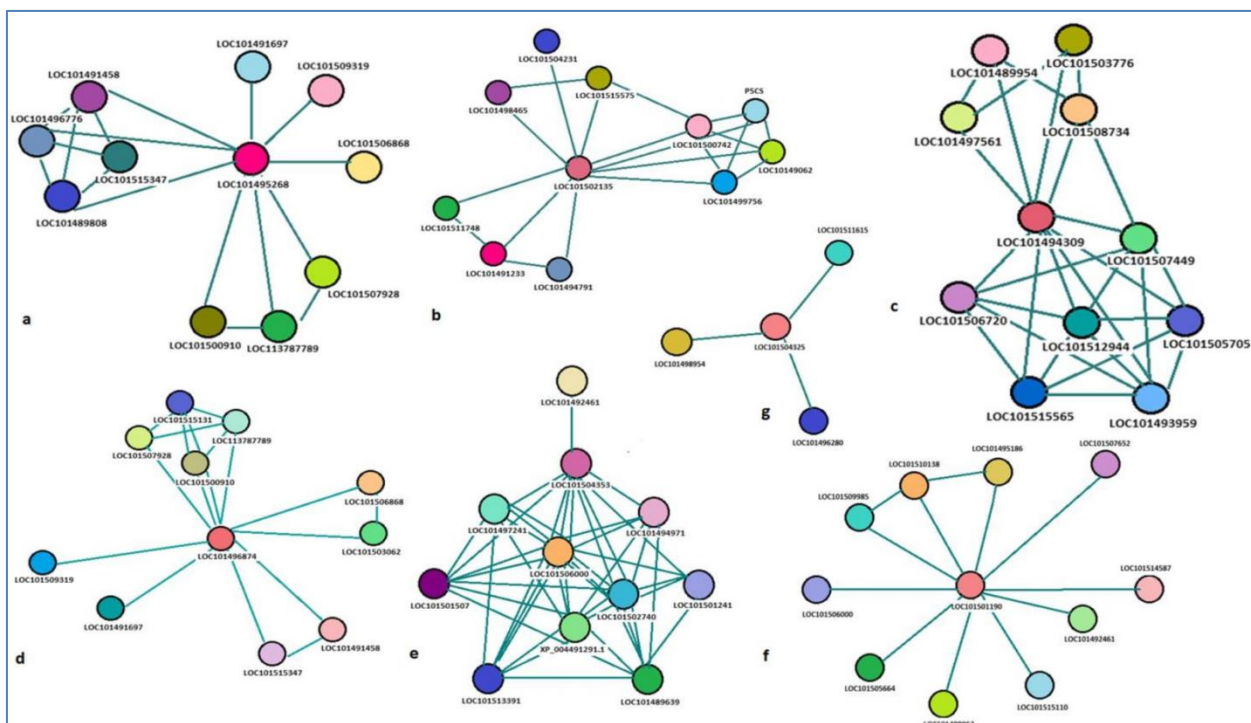 LOC101491697
LOC101509319
LOC101491458
LOC101496776
LOC101506868
LOC101515347
LOC101495268
LOC101489808
LOC101507928
LOC101500910
LOC113787789
a
LOC101504231
LOC101515575
LOC101498465
P5CS
LOC101500742
LOC10149062
LOC101502135
LOC101499756
LOC101511748
LOC101491233
LOC101494791
b
LOC101489954
LOC101503776
LOC101497561
LOC101508734
LOC101494309
LOC101507449
LOC101506720
LOC101512944
LOC101505705
LOC101515565
LOC101493959
c
LOC101511615
LOC101504325
LOC101498954
LOC101496280
g
LOC101515131
LOC113787789
LOC101507928
LOC101500910
LOC101506868
LOC101503062
LOC101496874
LOC101509319
LOC101491697
LOC101491458
LOC101515347
d
LOC101492461
LOC101504353
LOC101497241
LOC101494971
LOC101506000
LOC101501507
LOC101502740
LOC101501241
XP_004491291.1
LOC101513391
LOC101489639
e
LOC101507652
LOC101495186
LOC101510138
LOC101509985
LOC101514587
LOC101501190
LOC101506000
LOC101492461
LOC101505664
LOC101515110
f